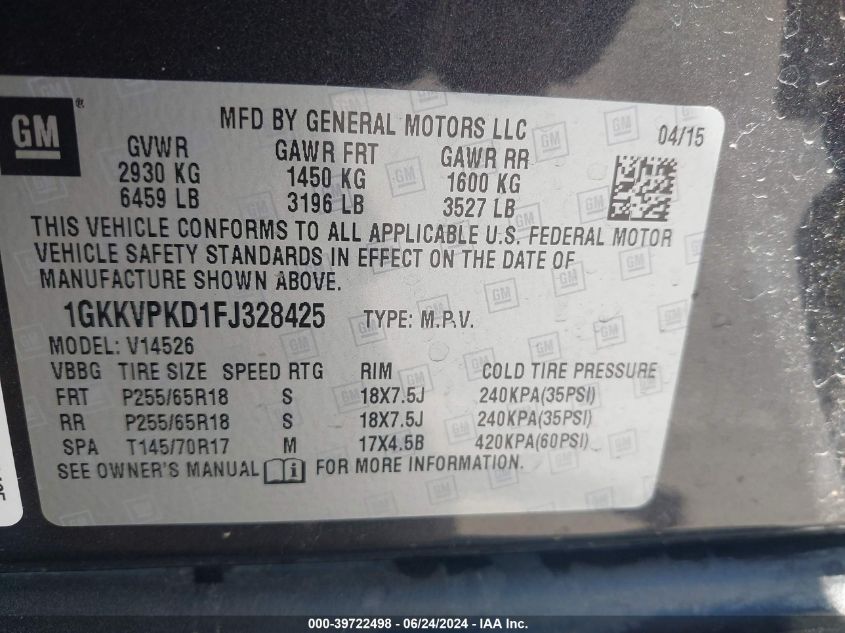 GM ®
MFD BY GENERAL MOTORS LLC
04/15
GVWR GAWR FRT GAWR RR
2930 KG 1450 KG 1600 KG
6459 LB 3196 LB 3527 LB
THIS VEHICLE CONFORMS TO ALL APPLICABLE U.S. FEDERAL MOTOR
VEHICLE SAFETY STANDARDS IN EFFECT ON THE DATE OF
MANUFACTURE SHOWN ABOVE.
1GKKVPKD1FJ328425 TYPE: M.P.V.
MODEL: V14526
VBBG TIRE SIZE SPEED RTG RIM COLD TIRE PRESSURE
FRT P255/65R18 S 18X7.5J 240KPA(35PSI)
RR P255/65R18 S 18X7.5J 240KPA(35PSI)
SPA T145/70R17 M 17X4.5B 420KPA(60PSI)
SEE OWNER'S MANUAL FOR MORE INFORMATION.
000-39722498 - 06/24/2024 - IAA Inc.